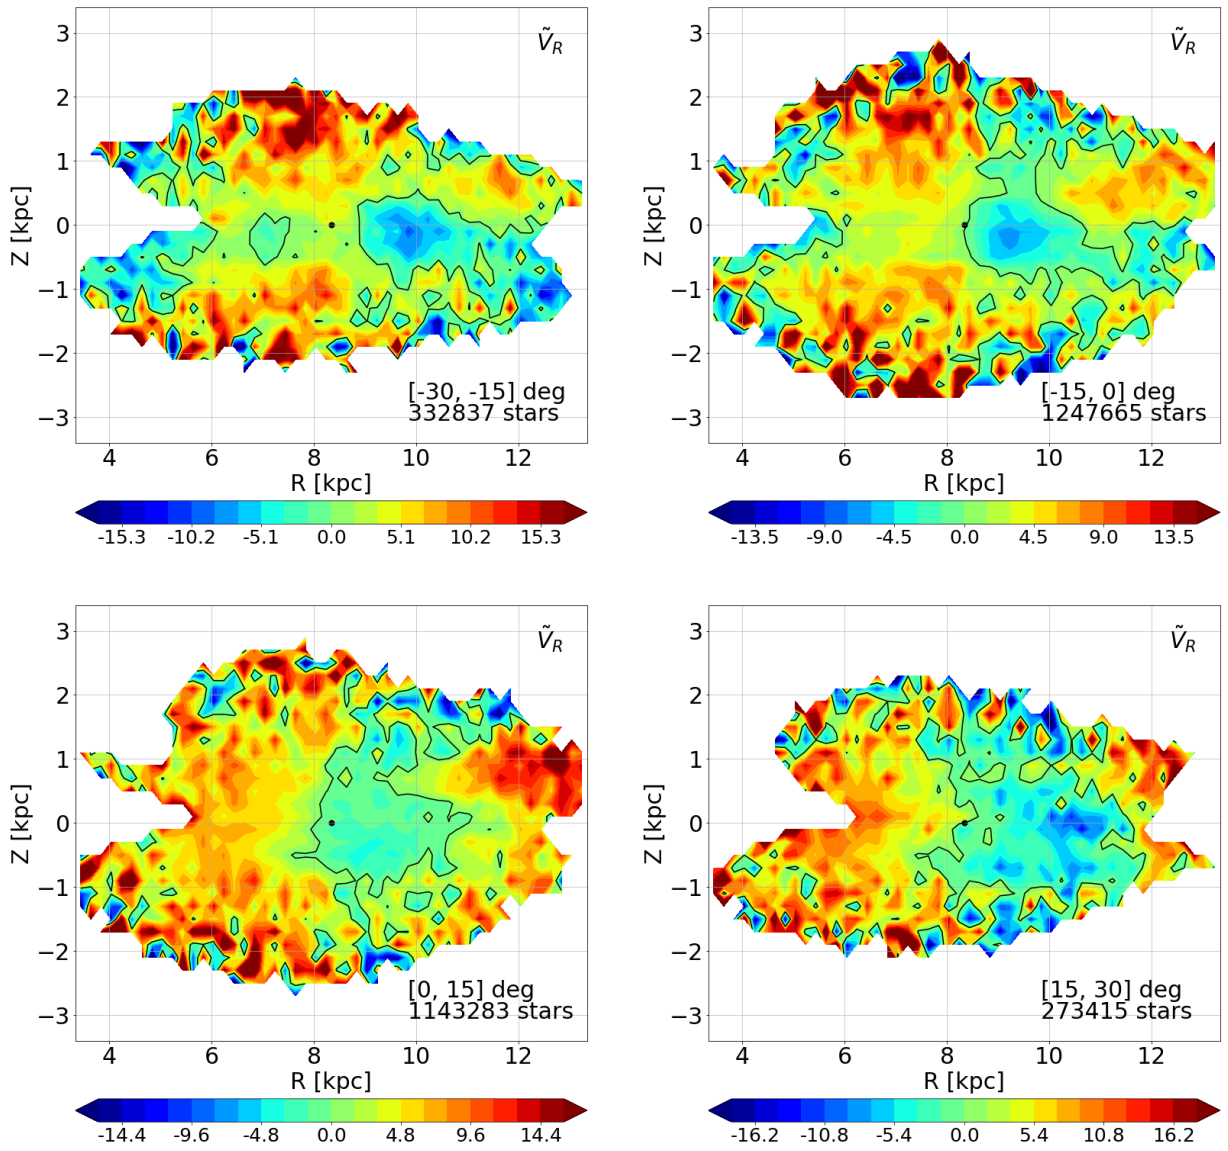 3
2
1
0
−1
−2
−3
Z [kpc]
Ṽ_R
[-30, -15] deg
332837 stars
4 6 8 10 12
R [kpc]
-15.3 -10.2 -5.1 0.0 5.1 10.2 15.3
3
2
1
0
−1
−2
−3
Z [kpc]
Ṽ_R
[-15, 0] deg
1247665 stars
4 6 8 10 12
R [kpc]
-13.5 -9.0 -4.5 0.0 4.5 9.0 13.5
3
2
1
0
−1
−2
−3
Z [kpc]
Ṽ_R
[0, 15] deg
1143283 stars
4 6 8 10 12
R [kpc]
-14.4 -9.6 -4.8 0.0 4.8 9.6 14.4
3
2
1
0
−1
−2
−3
Z [kpc]
Ṽ_R
[15, 30] deg
273415 stars
4 6 8 10 12
R [kpc]
-16.2 -10.8 -5.4 0.0 5.4 10.8 16.2